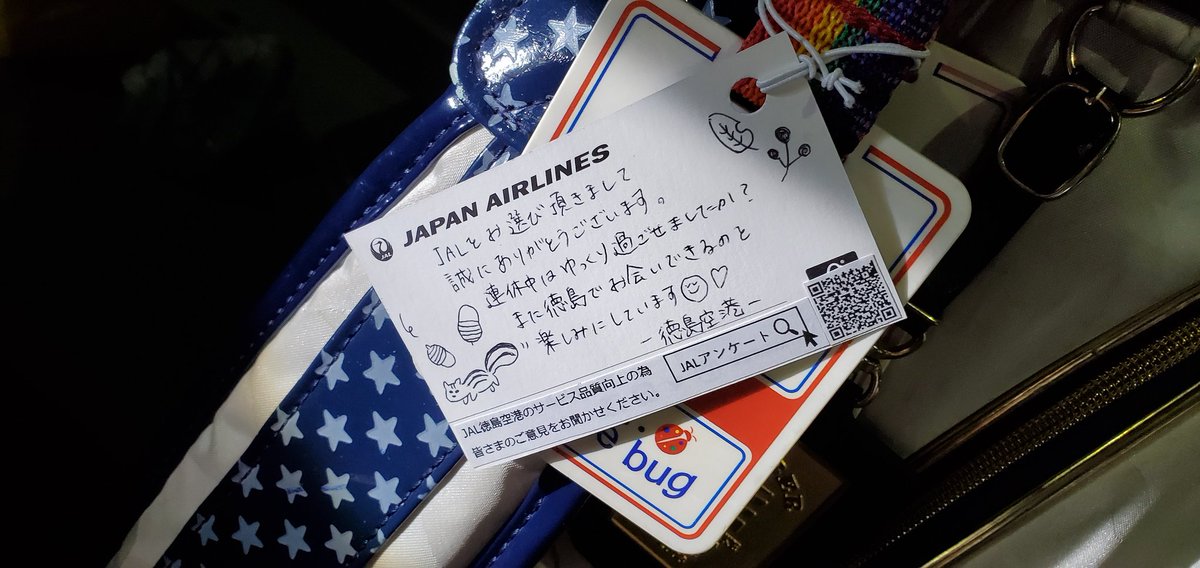 JAPAN AIRLINES
JAL
JALをお選び頂きまして
誠にありがとうございます。
連休中はゆっくり過ごせましたか?
また徳島でお会いできるのを
楽しみにしています
ー徳島空港ー
JAL徳島空港のサービス品質向上の為
皆さまのご意見をお聞かせください。
JALアンケート
bug